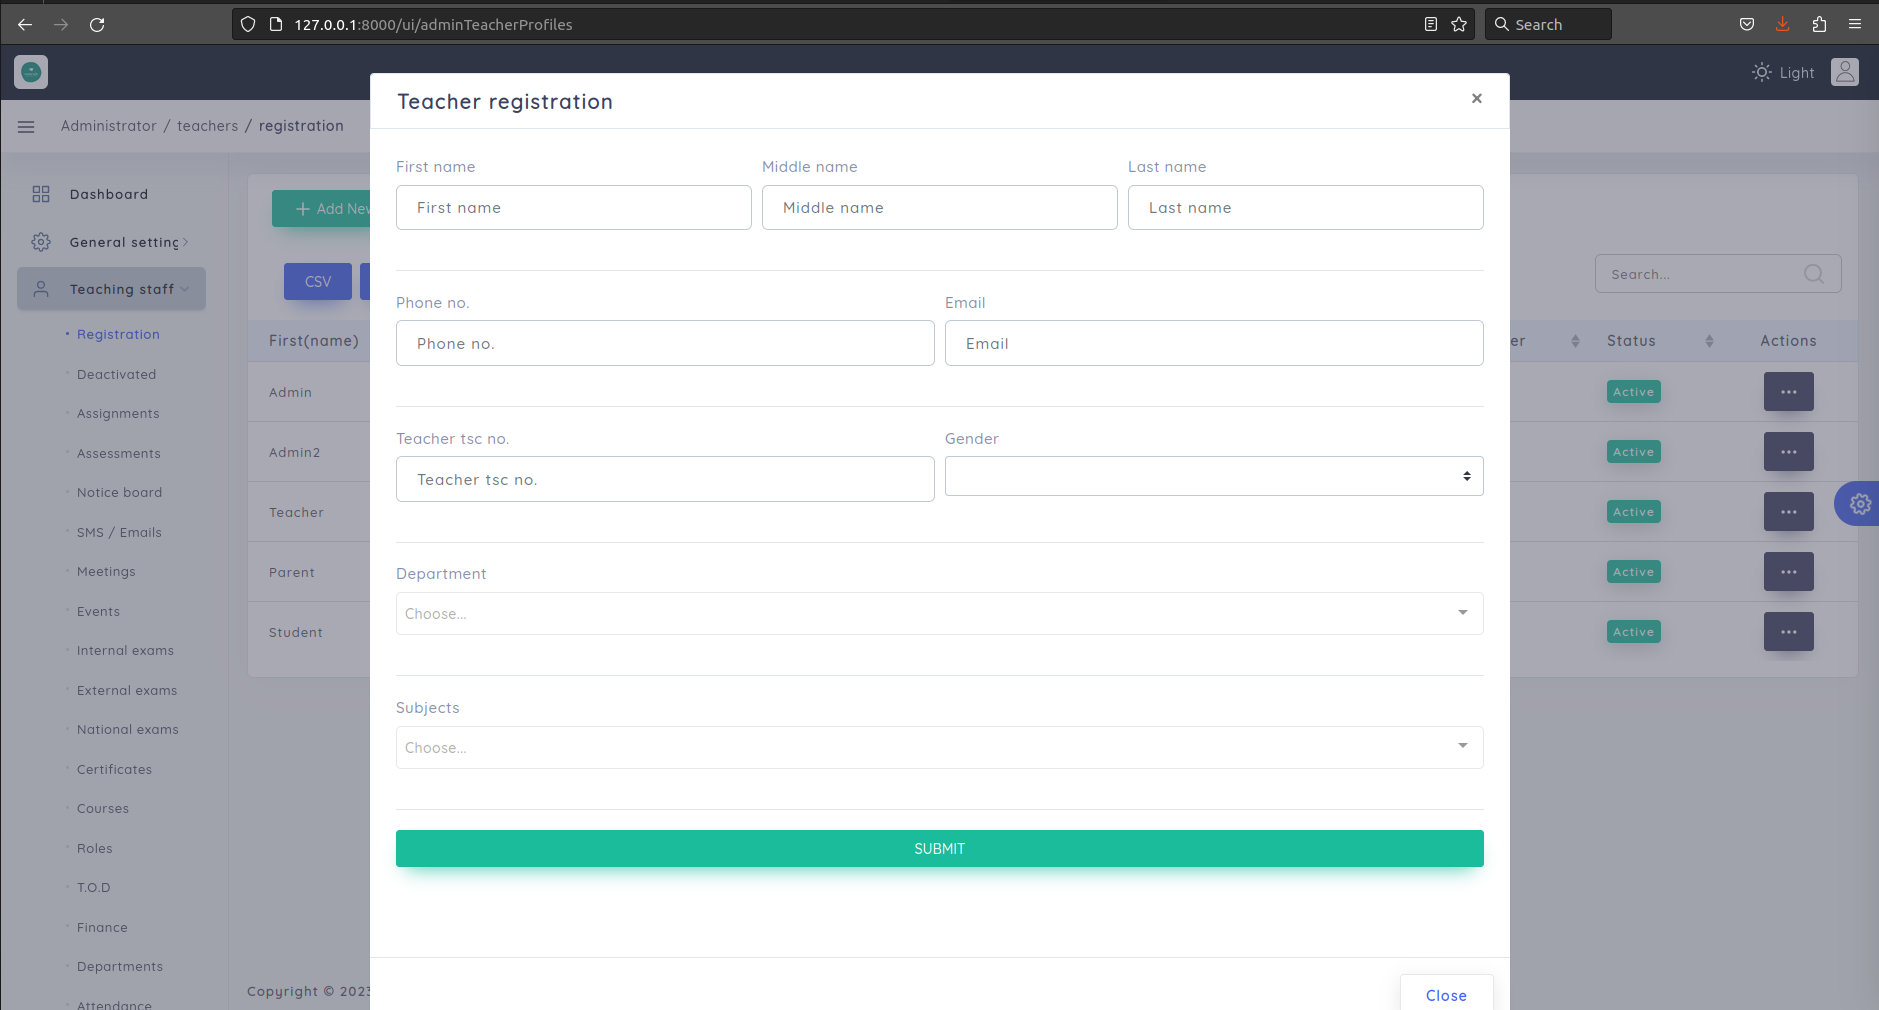 127.0.0.1:8000/ui/adminTeacherProfiles
Search
Light
Administrator / teachers / registration
Dashboard
General setting
Teaching staff
Registration
Deactivated
Assignments
Assessments
Notice board
SMS / Emails
Meetings
Events
Internal exams
External exams
National exams
Certificates
Courses
Roles
T.O.D
Finance
Departments
Attendance
Add New
CSV
Search...
First(name)
er
Status
Actions
Admin
Active
Admin2
Active
Teacher
Active
Parent
Active
Student
Active
Copyright © 2023
Teacher registration
×
First name
Middle name
Last name
First name
Middle name
Last name
Phone no.
Email
Phone no.
Email
Teacher tsc no.
Gender
Teacher tsc no.
Department
Choose...
Subjects
Choose...
SUBMIT
Close